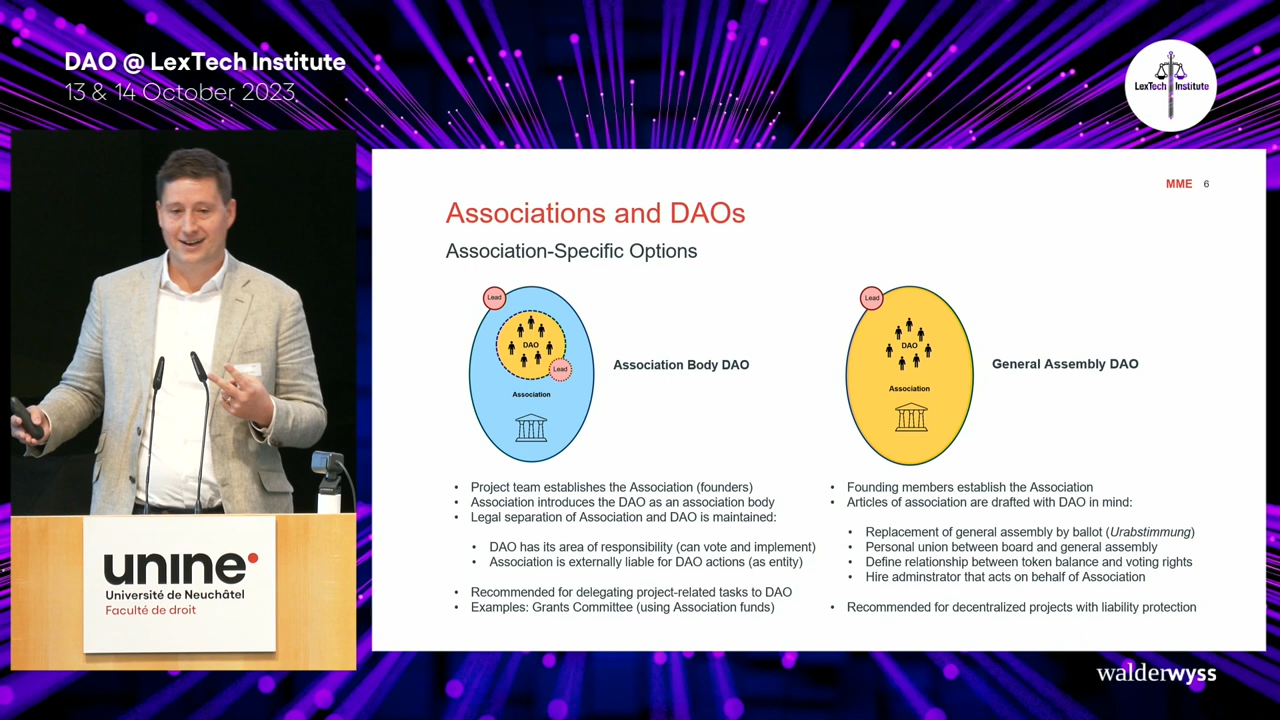 DAO @ LexTech Institute
13 & 14 October 2023
LexTech Institute
MME 6
Associations and DAOs
Association-Specific Options
Lead
DAO
Lead
Association
Association Body DAO
Lead
DAO
Association
General Assembly DAO
• Project team establishes the Association (founders)
• Association introduces the DAO as an association body
• Legal separation of Association and DAO is maintained:
• DAO has its area of responsibility (can vote and implement)
• Association is externally liable for DAO actions (as entity)
• Recommended for delegating project-related tasks to DAO
• Examples: Grants Committee (using Association funds)
• Founding members establish the Association
• Articles of association are drafted with DAO in mind:
• Replacement of general assembly by ballot (Urabstimmung)
• Personal union between board and general assembly
• Define relationship between token balance and voting rights
• Hire adminstrator that acts on behalf of Association
• Recommended for decentralized projects with liability protection
unine
Université de Neuchâtel
Faculté de droit
walderwyss